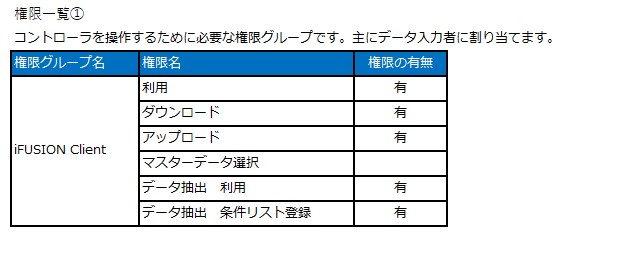 権限一覧①
コントローラを操作するために必要な権限グループです。主にデータ入力者に割り当てます。
権限グループ名 権限名 権限の有無
利用 有
ダウンロード 有
アップロード 有
iFUSION Client
マスターデータ選択
データ抽出　利用 有
データ抽出　条件リスト登録 有